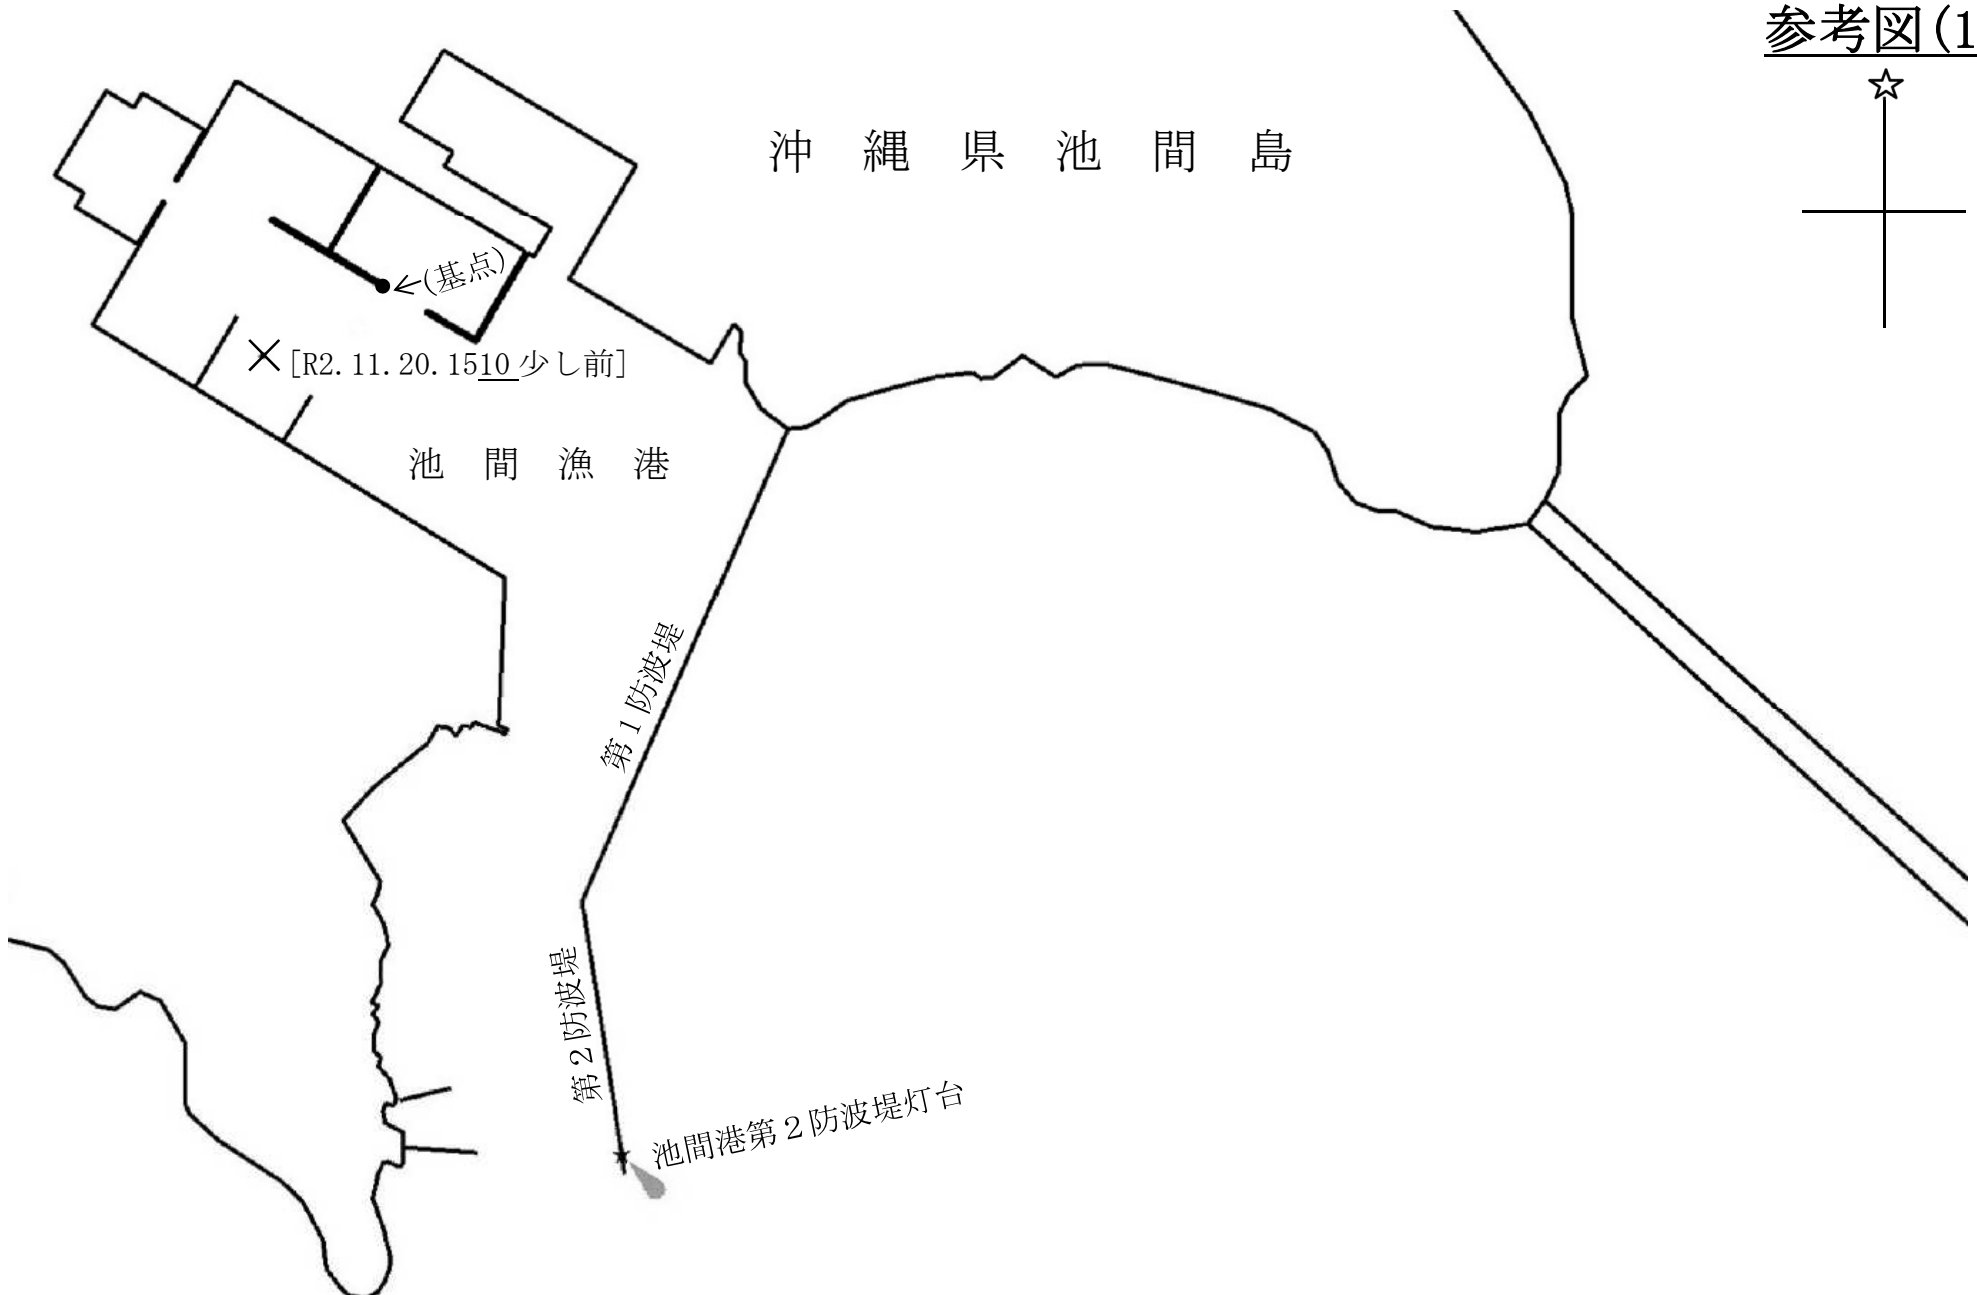 参考図(1
沖縄県池間島
(基点)
[R2.11.20.1510少し前]
池間漁港
第1防波堤
第2防波堤
池間港第2防波堤灯台